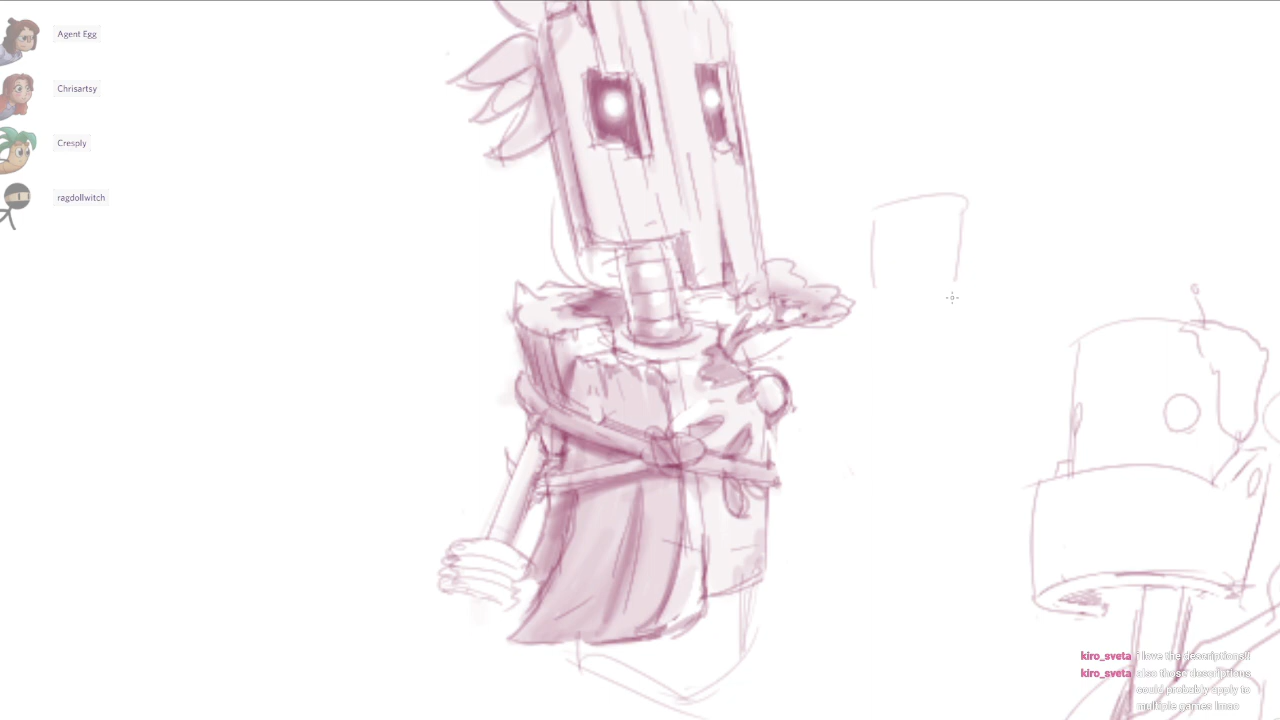 Agent Egg
Chrisartsy
Cresply
ragdollwitch
kiro_sveta i love the descriptions!!
kiro_sveta also those descriptions
could probably apply to
multiple games lmao